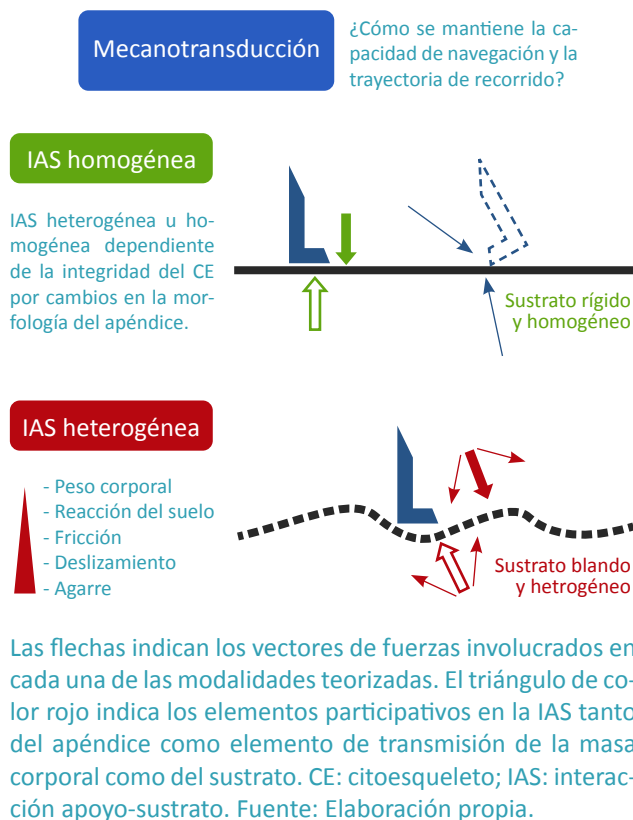 Mecanotransducción
¿Cómo se mantiene la ca-
pacidad de navegación y la
trayectoria de recorrido?
IAS homogénea
IAS heterogénea u ho-
mogénea dependiente
de la integridad del CE
por cambios en la mor-
fología del apéndice.
Sustrato rígido
y homogéneo
IAS heterogénea
- Peso corporal
- Reacción del suelo
- Fricción
- Deslizamiento
- Agarre
Sustrato blando
y hetrogéneo
Las flechas indican los vectores de fuerzas involucrados en
cada una de las modalidades teorizadas. El triángulo de co-
lor rojo indica los elementos participativos en la IAS tanto
del apéndice como elemento de transmisión de la masa
corporal como del sustrato. CE: citoesqueleto; IAS: interac-
ción apoyo-sustrato. Fuente: Elaboración propia.